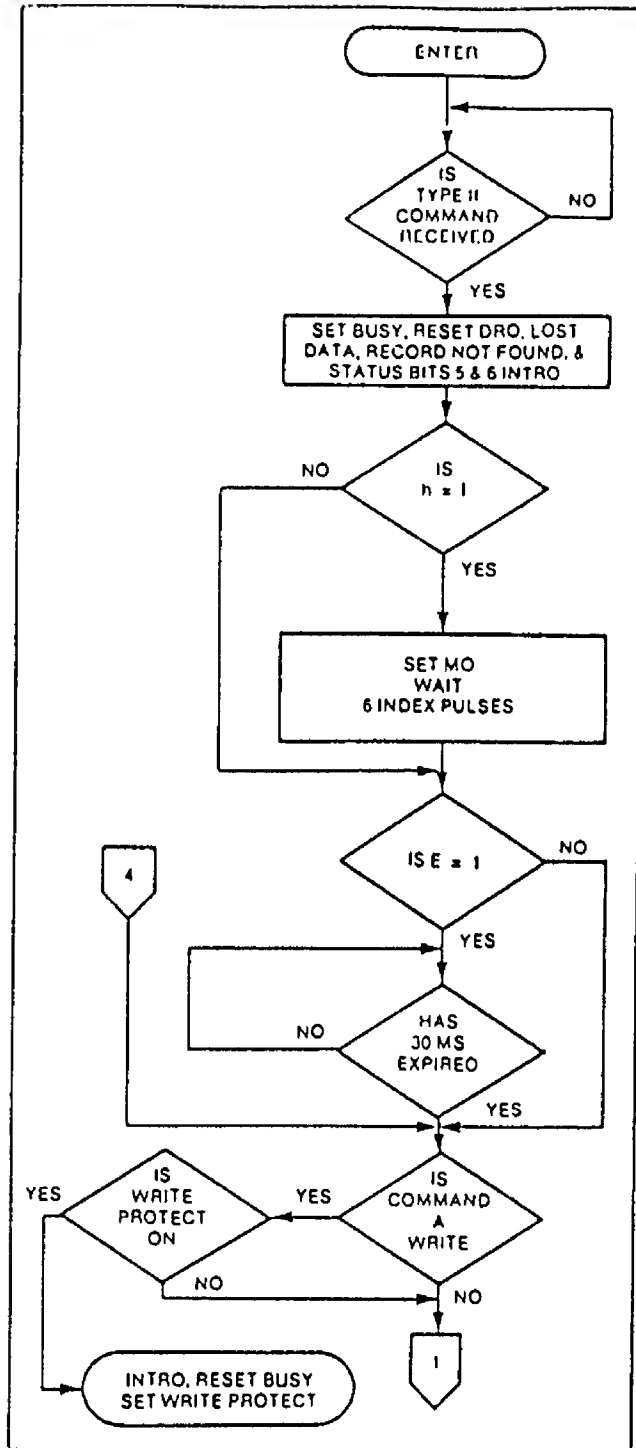 ENTER
IS
TYPE II
COMMAND
RECEIVED
NO
YES
SET BUSY, RESET DRO, LOST
DATA, RECORD NOT FOUND, &
STATUS BITS 5 & 6 INTRO
NO
IS
h = 1
YES
SET MO
WAIT
6 INDEX PULSES
IS E = 1
NO
4
YES
NO
HAS
30 MS
EXPIRED
YES
YES
IS
WRITE
PROTECT
ON
YES
IS
COMMAND
A
WRITE
NO
NO
1
INTRO, RESET BUSY
SET WRITE PROTECT